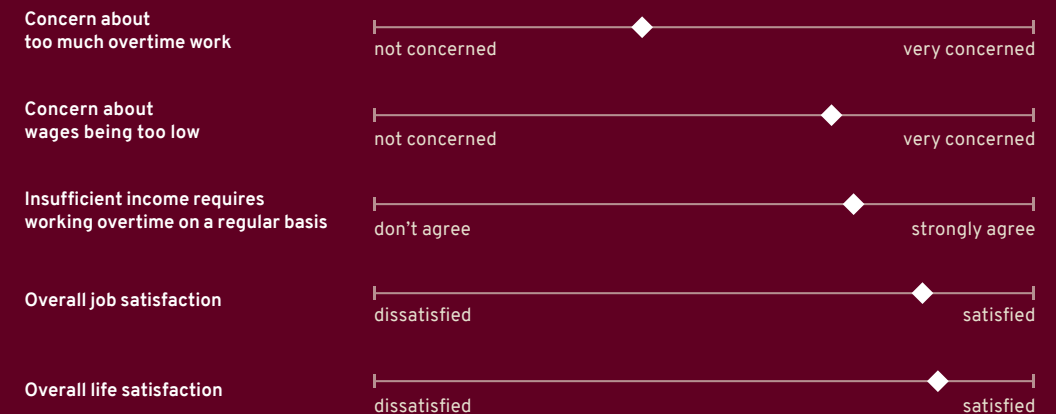 Concern about
too much overtime work
not concerned very concerned
Concern about
wages being too low
not concerned very concerned
Insufficient income requires
working overtime on a regular basis
don’t agree strongly agree
Overall job satisfaction
dissatisfied satisfied
Overall life satisfaction
dissatisfied satisfied